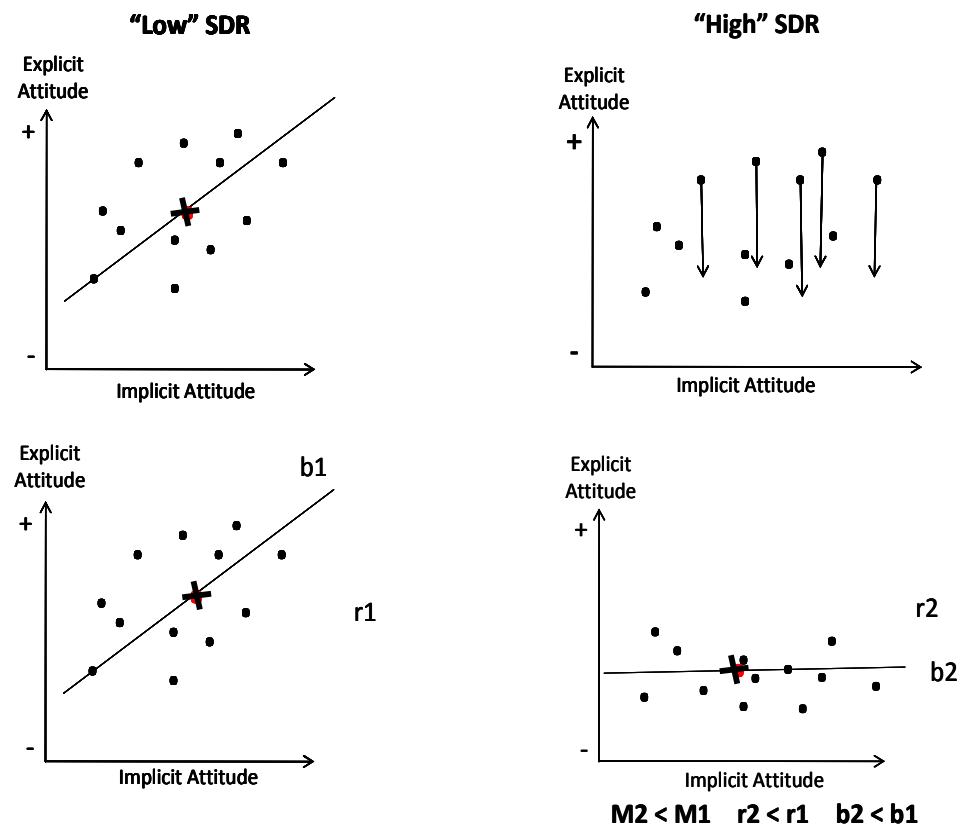 “Low” SDR
Explicit
Attitude
+
-
Implicit Attitude
“High” SDR
Explicit
Attitude
+
-
Implicit Attitude
Explicit
Attitude
+
-
b1
r1
Implicit Attitude
Explicit
Attitude
+
-
r2
b2
Implicit Attitude
M2 < M1 r2 < r1 b2 < b1